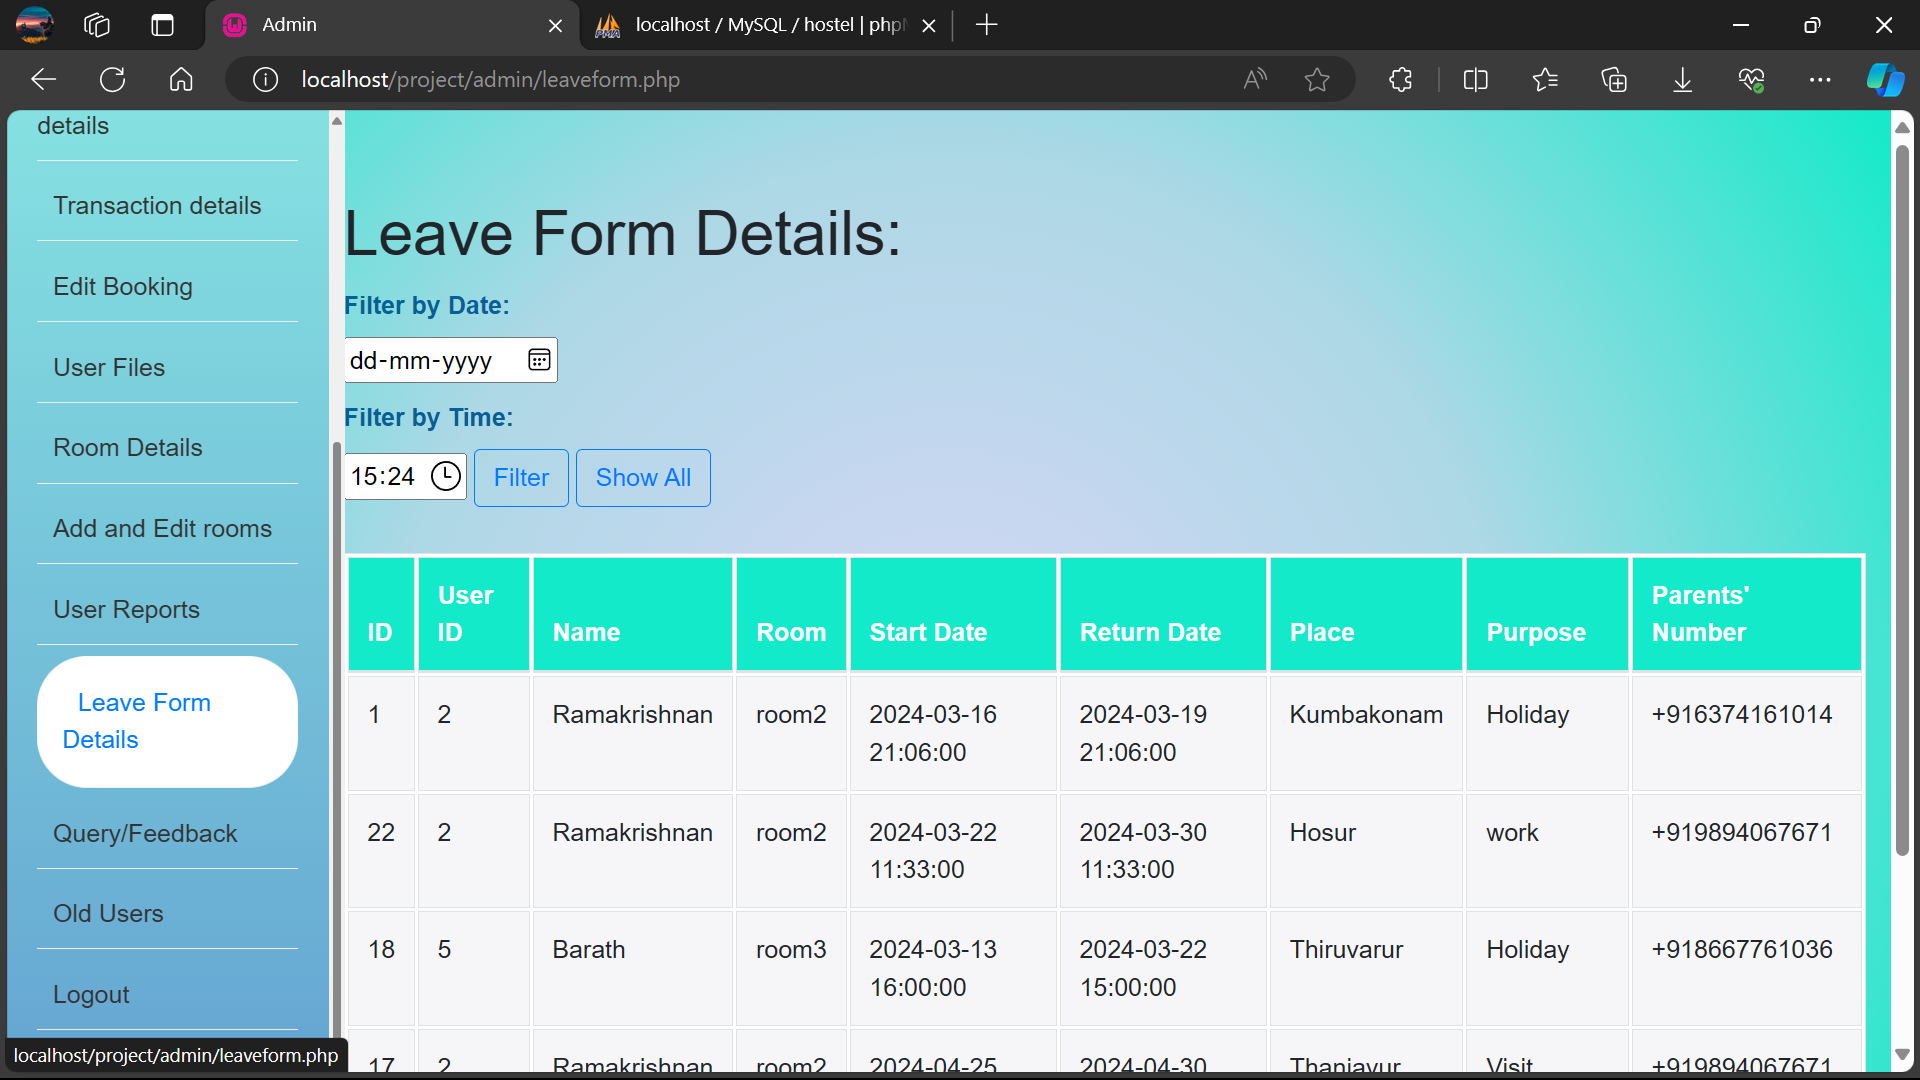 Admin
localhost / MySQL / hostel | php
localhost/project/admin/leaveform.php
details
Transaction details
Edit Booking
User Files
Room Details
Add and Edit rooms
User Reports
Leave Form
Details
Query/Feedback
Old Users
Logout
localhost/project/admin/leaveform.php
Leave Form Details:
Filter by Date:
dd-mm-yyyy
Filter by Time:
15:24 Filter Show All
ID User ID Name Room Start Date Return Date Place Purpose Parents' Number
1 2 Ramakrishnan room2 2024-03-16 21:06:00 2024-03-19 21:06:00 Kumbakonam Holiday +916374161014
22 2 Ramakrishnan room2 2024-03-22 11:33:00 2024-03-30 11:33:00 Hosur work +919894067671
18 5 Barath room3 2024-03-13 16:00:00 2024-03-22 15:00:00 Thiruvarur Holiday +918667761036
17 2 Ramakrishnan room2 2024-04-25 2024-04-30 Thanjavur Visit +919894067671